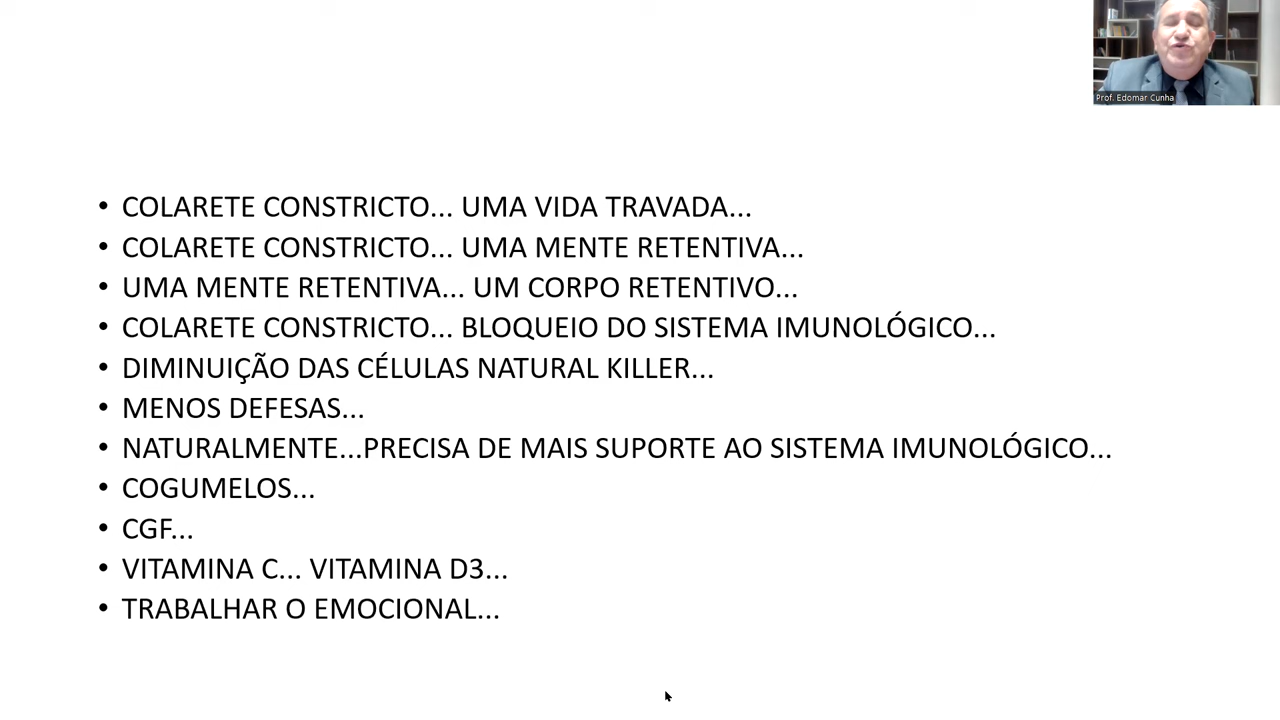 Prof. Edomar Cunha
• COLARETE CONSTRICTO... UMA VIDA TRAVADA...
• COLARETE CONSTRICTO... UMA MENTE RETENTIVA...
• UMA MENTE RETENTIVA... UM CORPO RETENTIVO...
• COLARETE CONSTRICTO... BLOQUEIO DO SISTEMA IMUNOLÓGICO...
• DIMINUIÇÃO DAS CÉLULAS NATURAL KILLER...
• MENOS DEFESAS...
• NATURALMENTE...PRECISA DE MAIS SUPORTE AO SISTEMA IMUNOLÓGICO...
• COGUMELOS...
• CGF...
• VITAMINA C... VITAMINA D3...
• TRABALHAR O EMOCIONAL...